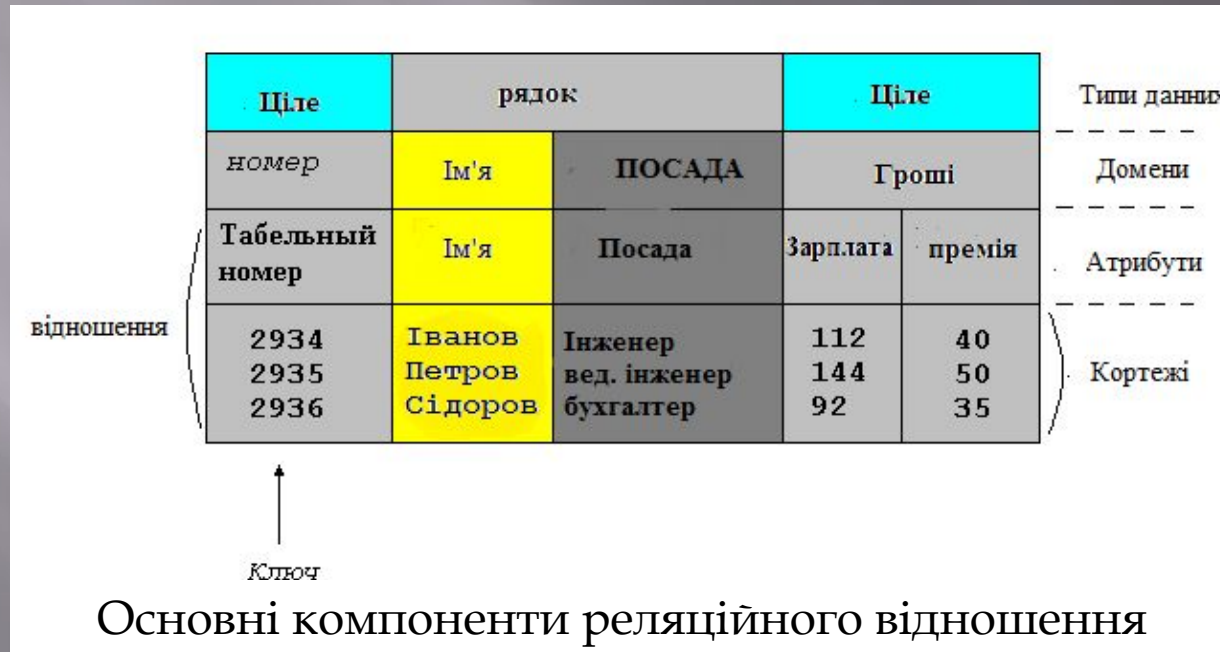 Ціле рядок Ціле Типи данних
номер Ім'я ПОСАДА Гроші Домени
Табельный номер Ім'я Посада Зарплата премія Атрибути
відношення
2934 Іванов Інженер 112 40
2935 Петров вед. інженер 144 50 Кортежі
2936 Сідоров бухгалтер 92 35
Ключ
Основні компоненти реляційного відношення